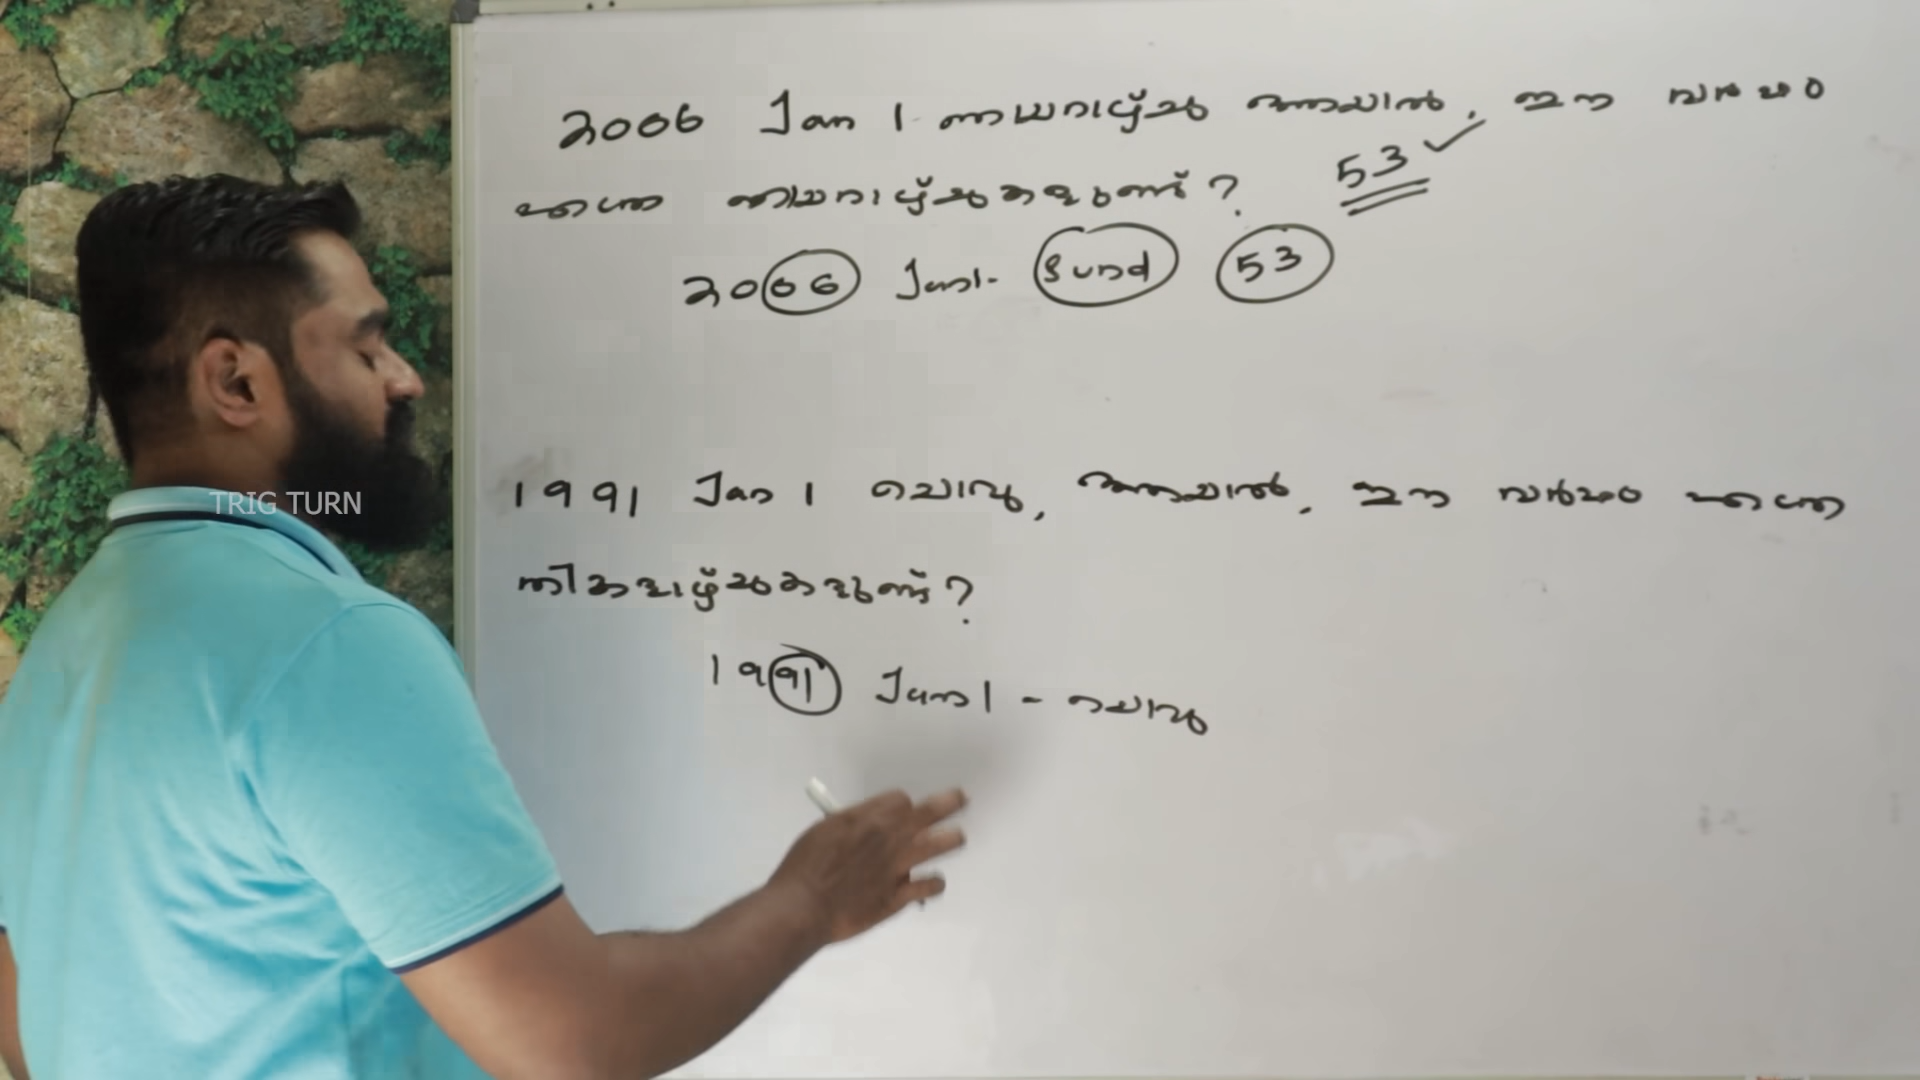 2006 Jan 1 ഞായറാഴ്ച ആയാൽ, ഈ വർഷം
എത്ര ഞായറാഴ്ചകളുണ്ട്? 53
2006 Jan1- Sund 53
1991 Jan 1 ചൊവ്വ, ആയാൽ, ഈ വർഷം എത്ര
തിങ്കളാഴ്ചകളുണ്ട്?
1991 Jan 1 - ചൊവ്വ
TRIG TURN